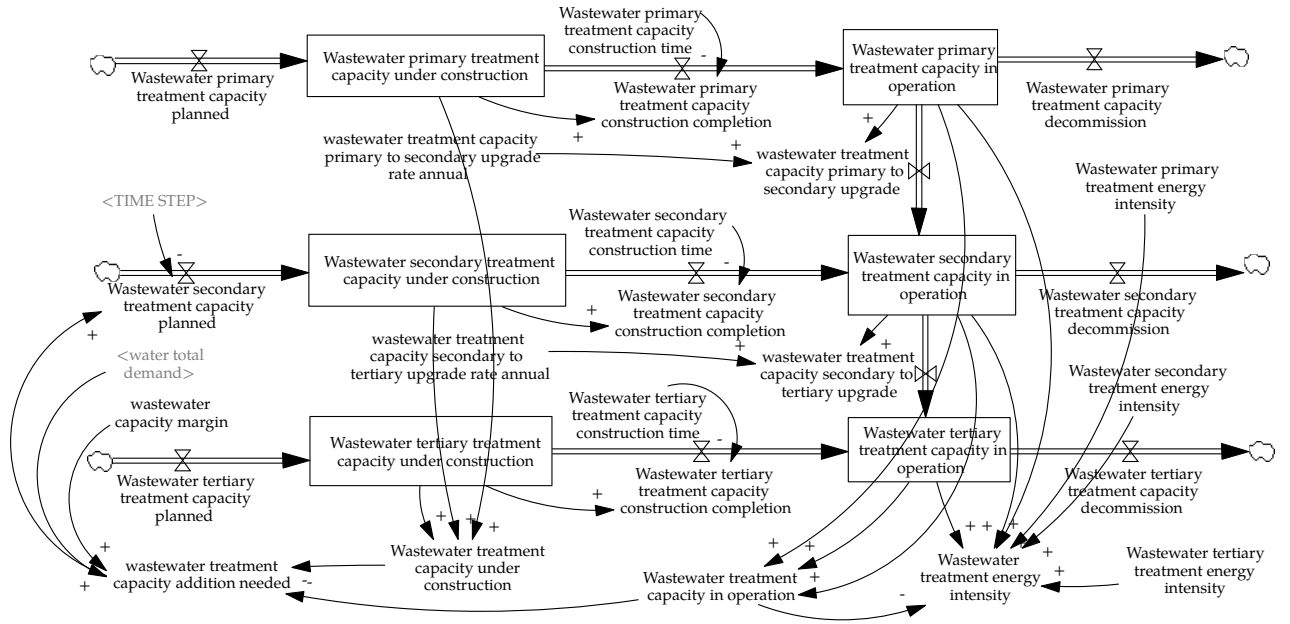 Wastewater primary
treatment capacity
planned
Wastewater primary treatment
capacity under construction
Wastewater primary
treatment capacity
construction time
-
Wastewater primary
treatment capacity
construction completion
+
Wastewater primary
treatment capacity in
operation
Wastewater primary
treatment capacity
decommission
wastewater treatment capacity
primary to secondary upgrade
rate annual
+
+
wastewater treatment
capacity primary to
secondary upgrade
Wastewater primary
treatment energy
intensity
<TIME STEP>
-
Wastewater secondary
treatment capacity
planned
+
Wastewater secondary treatment
capacity under construction
Wastewater secondary
treatment capacity
construction time
-
Wastewater secondary
treatment capacity
construction completion
+
Wastewater secondary
treatment capacity in
operation
Wastewater secondary
treatment capacity
decommission
<water total
demand>
wastewater treatment
capacity secondary to
tertiary upgrade rate annual
+
+
wastewater treatment
capacity secondary to
tertiary upgrade
Wastewater secondary
treatment energy
intensity
wastewater
capacity margin
Wastewater tertiary
treatment capacity
planned
Wastewater tertiary treatment
capacity under construction
Wastewater tertiary
treatment capacity
construction time
-
Wastewater tertiary
treatment capacity
construction completion
+
Wastewater tertiary
treatment capacity in
operation
Wastewater tertiary
treatment capacity
decommission
+
+
wastewater treatment
capacity addition needed
--
+ + +
Wastewater treatment
capacity under
construction
+ +
+
Wastewater treatment
capacity in operation
-
+ + +
+
+
Wastewater
treatment energy
intensity
Wastewater tertiary
treatment energy
intensity